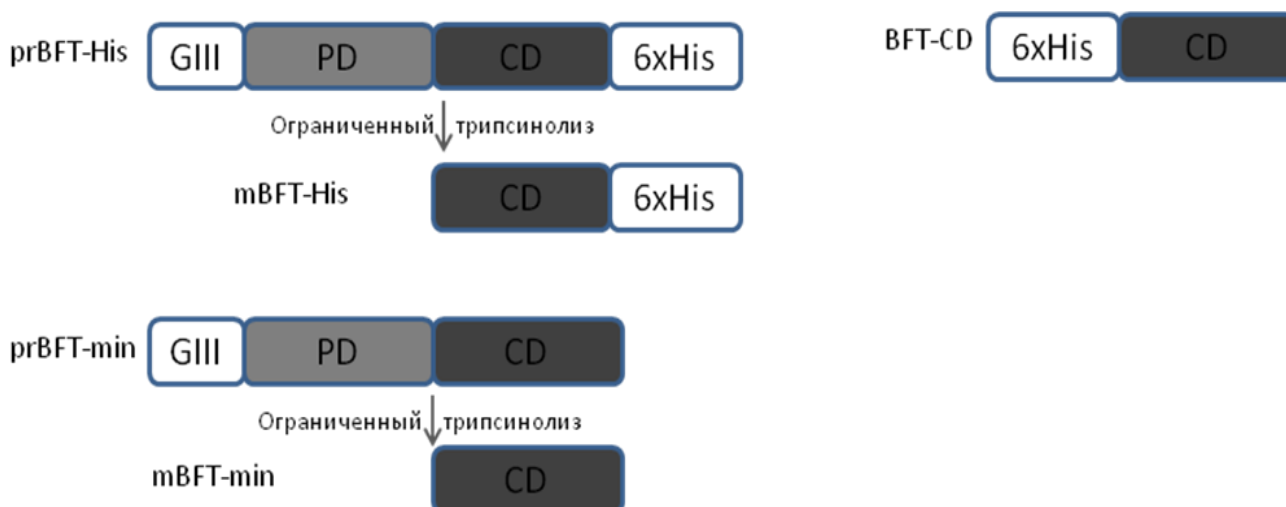 prBFT-His GIII PD CD 6xHis
BFT-CD 6xHis CD
Ограниченный трипсинолиз
mBFT-His CD 6xHis
prBFT-min GIII PD CD
Ограниченный трипсинолиз
mBFT-min CD